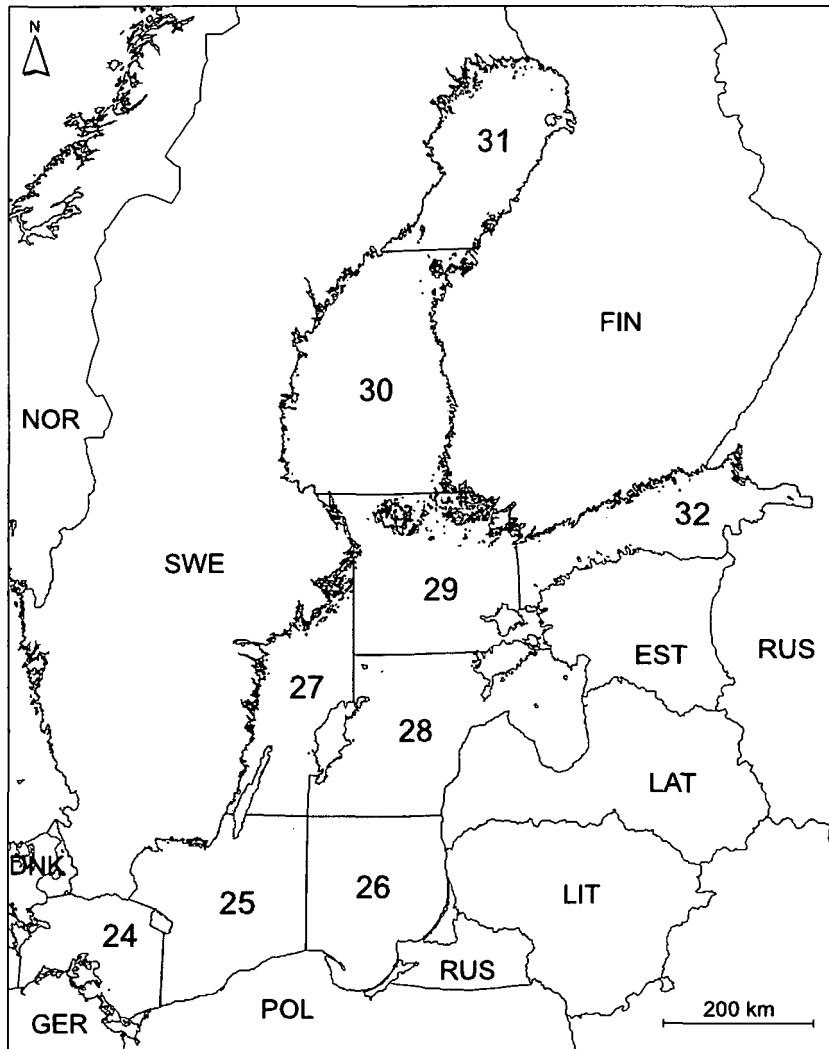 N
31
FIN
30
NOR
32
SWE
29
EST
RUS
27
28
LAT
DNK
26
LIT
25
24
RUS
200 km
POL
GER